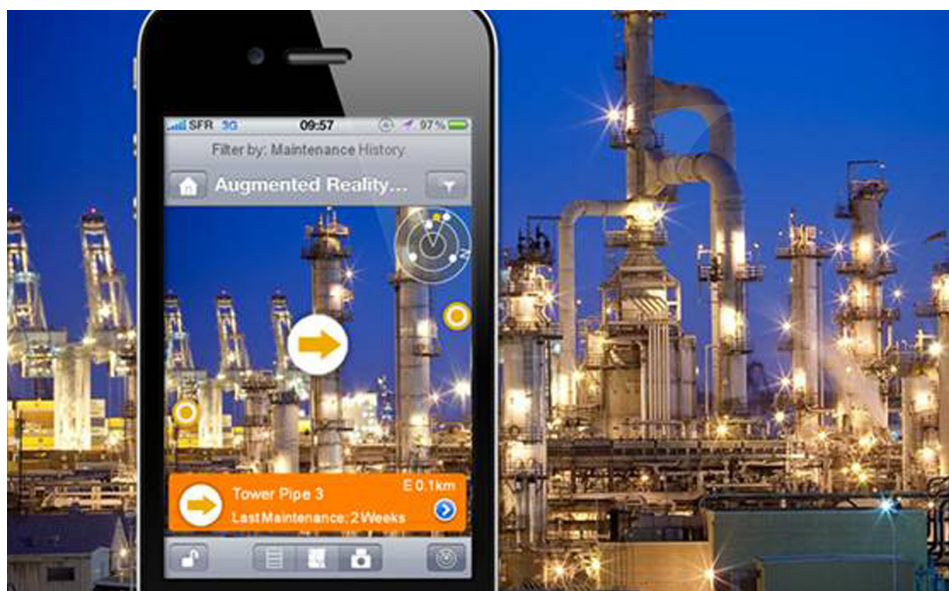 SFR 3G 09:57 97%
Filter by: Maintenance History
Augmented Reality...
N
E 0.1km
Tower Pipe 3
Last Maintenance: 2 Weeks